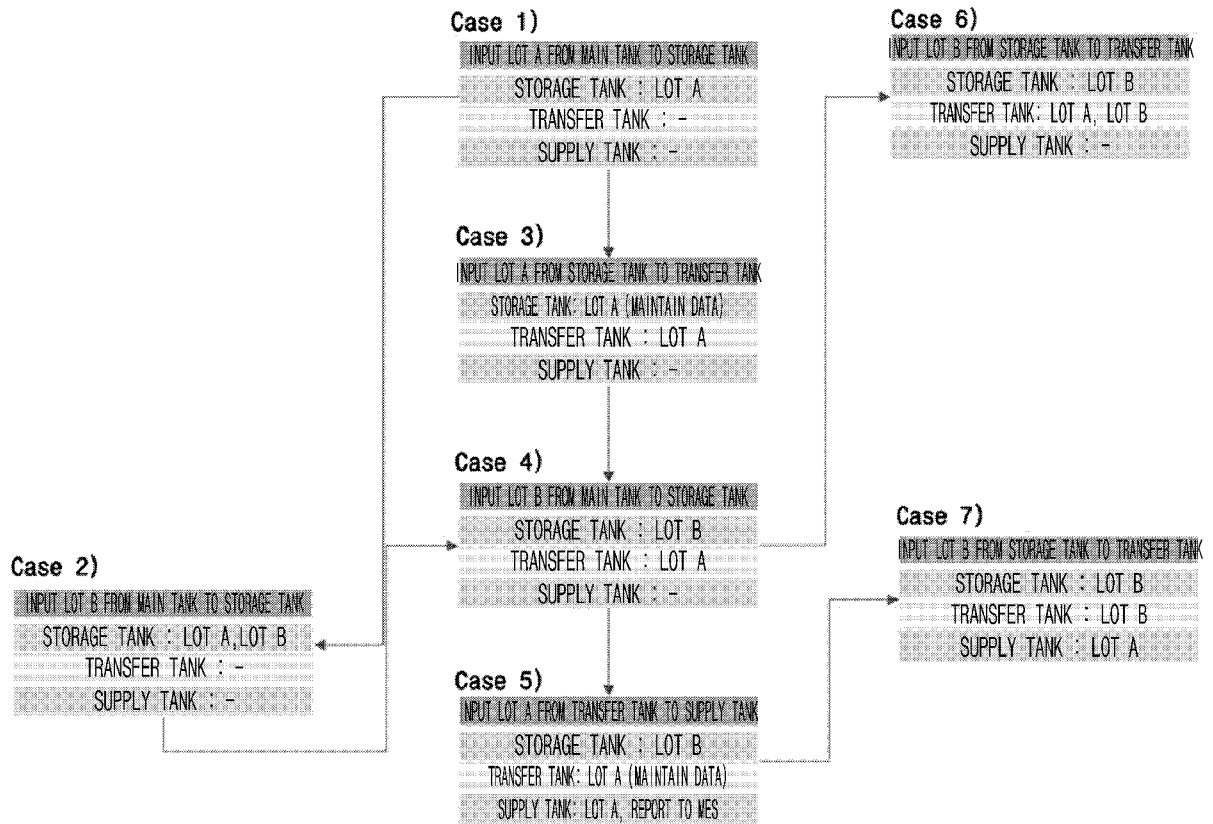 Case 1)
INPUT LOT A FROM MAIN TANK TO STORAGE TANK
STORAGE TANK : LOT A
TRANSFER TANK : -
SUPPLY TANK : -
Case 6)
INPUT LOT B FROM STORAGE TANK TO TRANSFER TANK
STORAGE TANK : LOT B
TRANSFER TANK: LOT A, LOT B
SUPPLY TANK : -
Case 3)
INPUT LOT A FROM STORAGE TANK TO TRANSFER TANK
STORAGE TANK: LOT A (MAINTAIN DATA)
TRANSFER TANK : LOT A
SUPPLY TANK : -
Case 4)
INPUT LOT B FROM MAIN TANK TO STORAGE TANK
STORAGE TANK : LOT B
TRANSFER TANK : LOT A
SUPPLY TANK : -
Case 7)
INPUT LOT B FROM STORAGE TANK TO TRANSFER TANK
STORAGE TANK : LOT B
TRANSFER TANK : LOT B
SUPPLY TANK : LOT A
Case 2)
INPUT LOT B FROM MAIN TANK TO STORAGE TANK
STORAGE TANK : LOT A,LOT B
TRANSFER TANK : -
SUPPLY TANK : -
Case 5)
INPUT LOT A FROM TRANSFER TANK TO SUPPLY TANK
STORAGE TANK : LOT B
TRANSFER TANK: LOT A (MAINTAIN DATA)
SUPPLY TANK: LOT A, REPORT TO MES